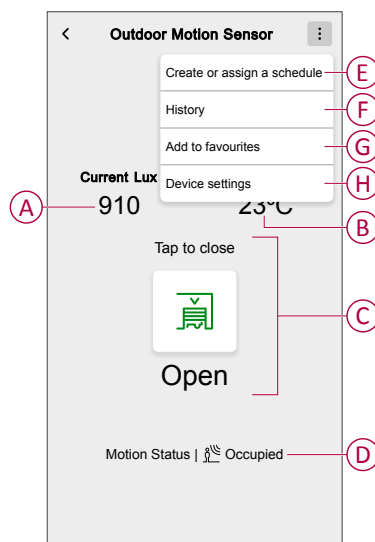 Outdoor Motion Sensor
Create or assign a schedule
E
History
F
Add to favourites
G
Device settings
H
Current Lux
A
910
23°C
B
Tap to close
C
Open
Motion Status | Occupied
D